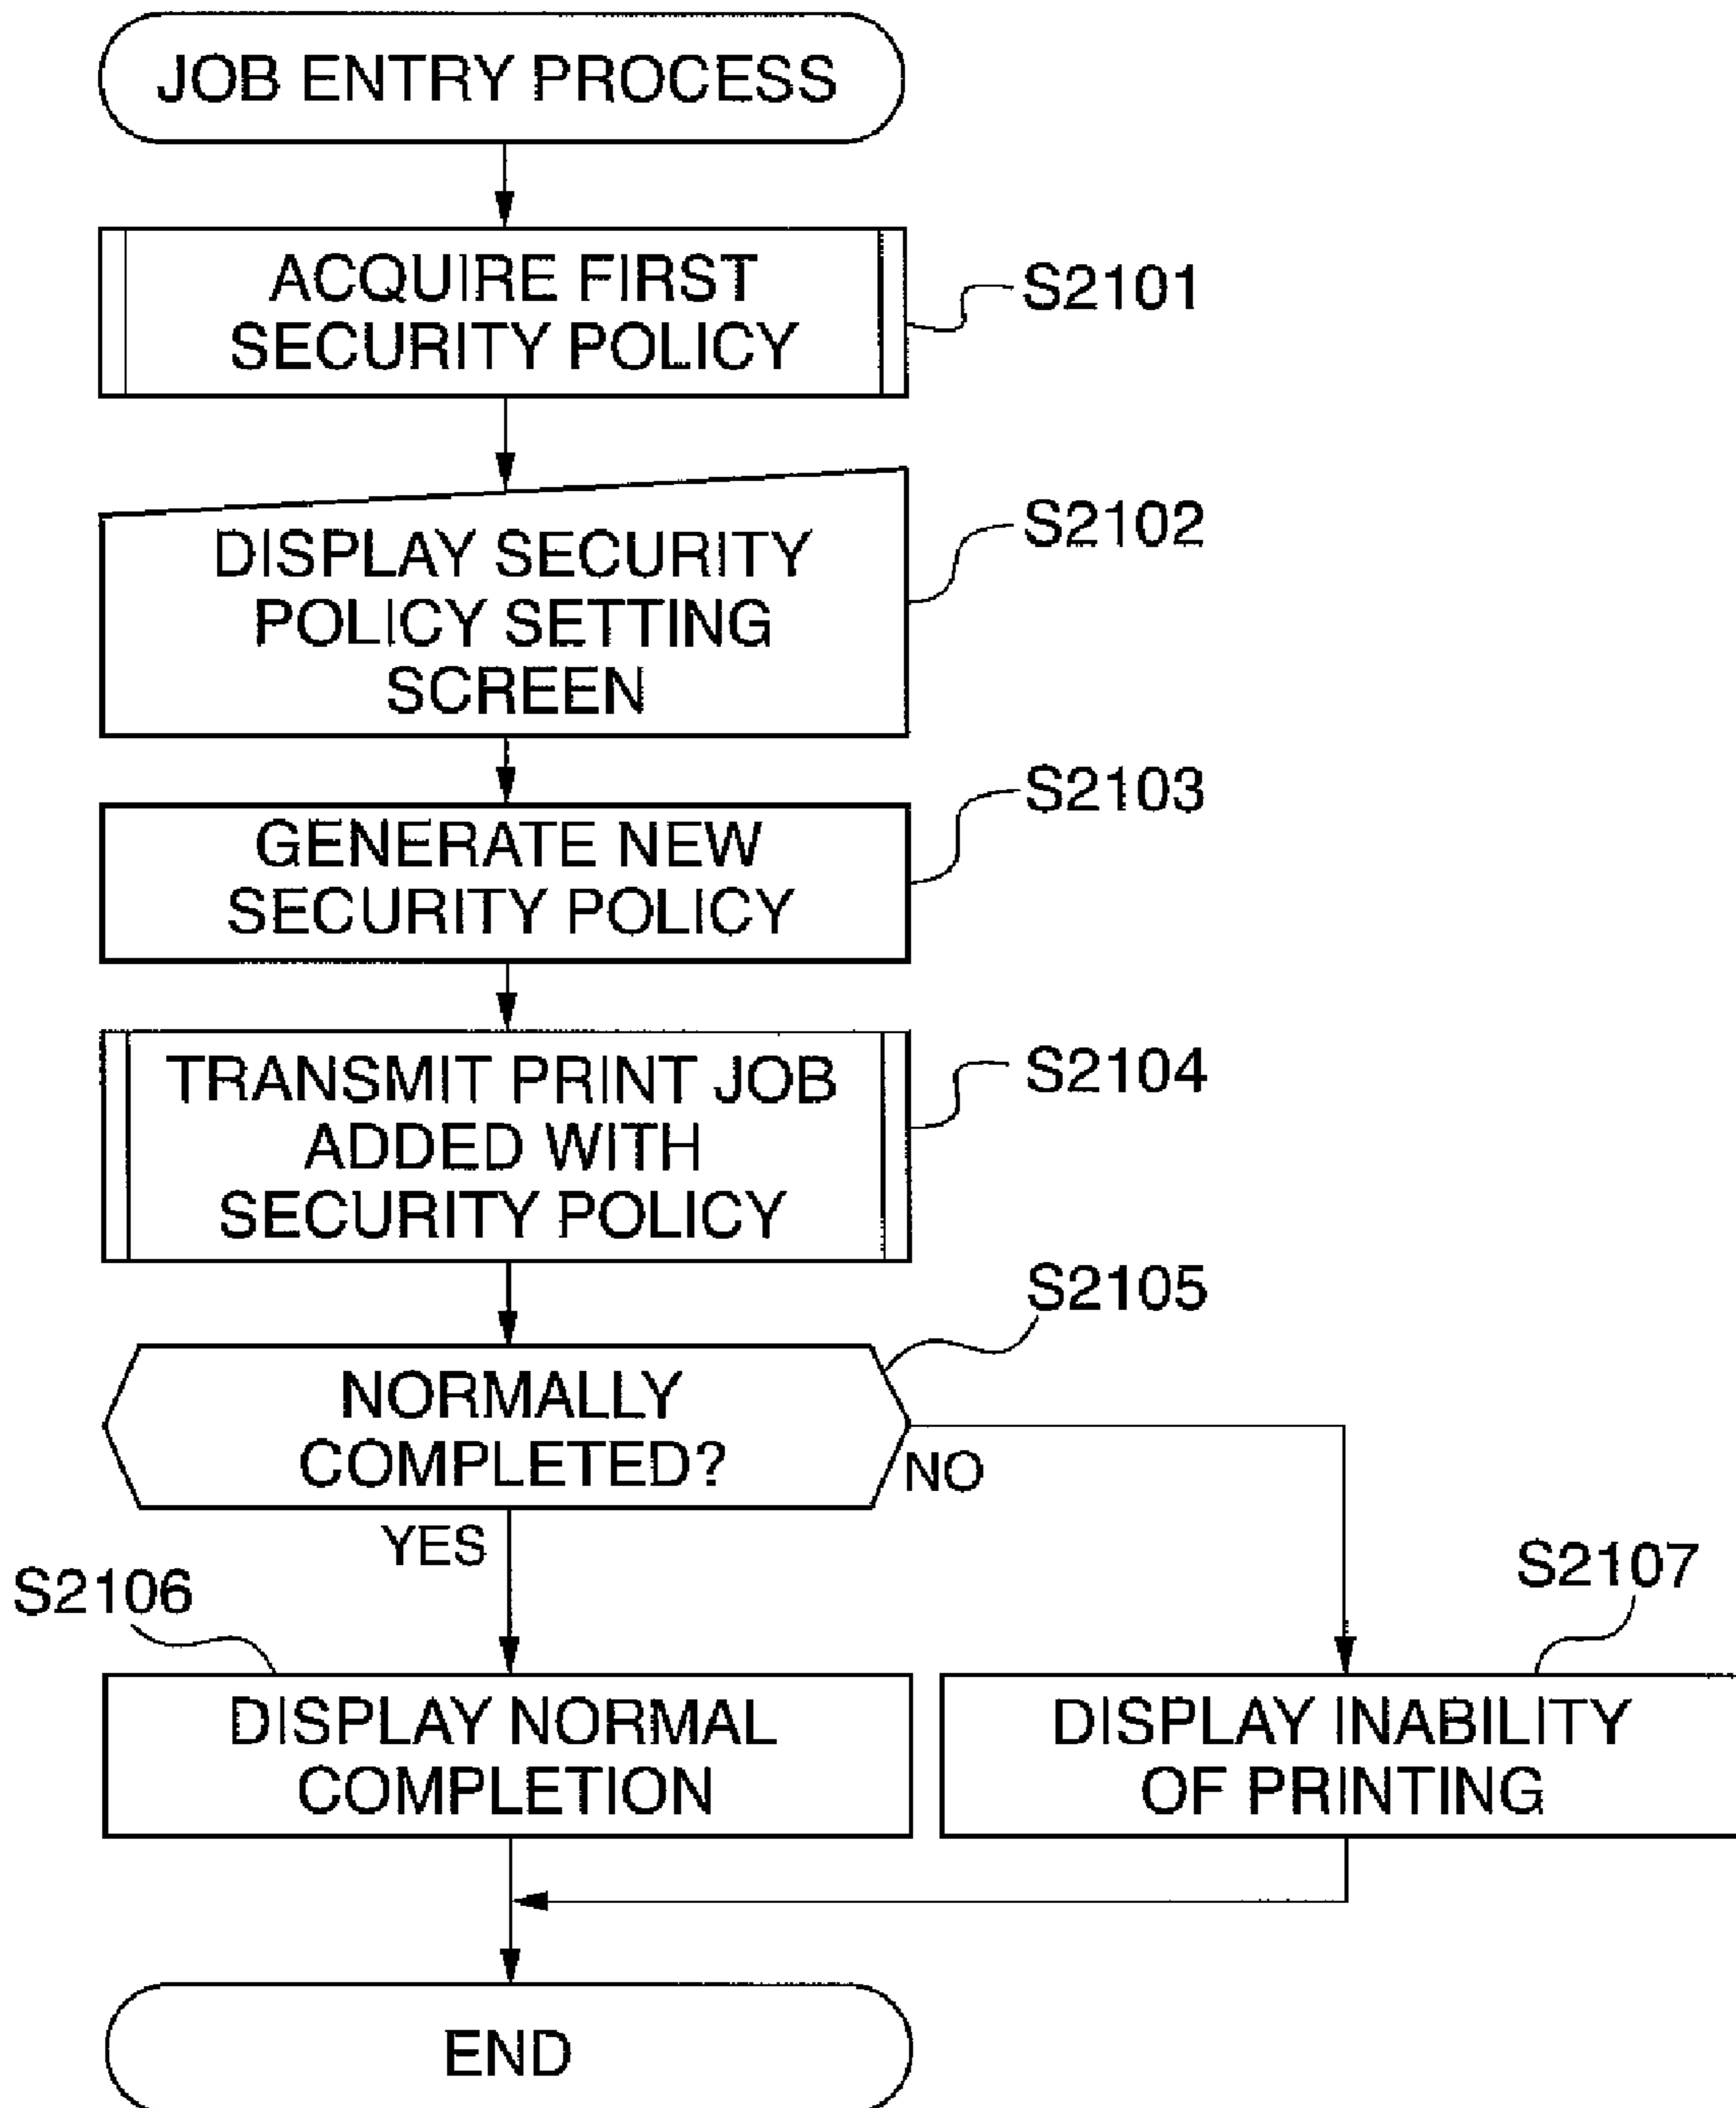 JOB ENTRY PROCESS
ACQUIRE FIRST
SECURITY POLICY
S2101
DISPLAY SECURITY
POLICY SETTING
SCREEN
S2102
GENERATE NEW
SECURITY POLICY
S2103
TRANSMIT PRINT JOB
ADDED WITH
SECURITY POLICY
S2104
S2105
NORMALLY
COMPLETED?
NO
YES
S2106
S2107
DISPLAY NORMAL
COMPLETION
DISPLAY INABILITY
OF PRINTING
END